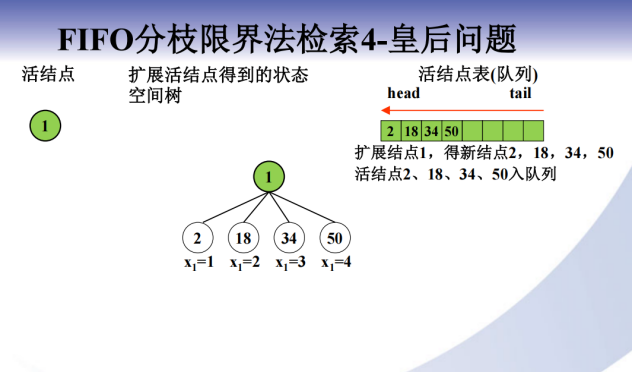 FIFO分枝限界法检索4-皇后问题
活结点
扩展活结点得到的状态
空间树
活结点表(队列)
head tail
1
2 18 34 50
扩展结点1，得新结点2，18，34，50
活结点2、18、34、50入队列
1
2 18 34 50
x₁=1 x₁=2 x₁=3 x₁=4